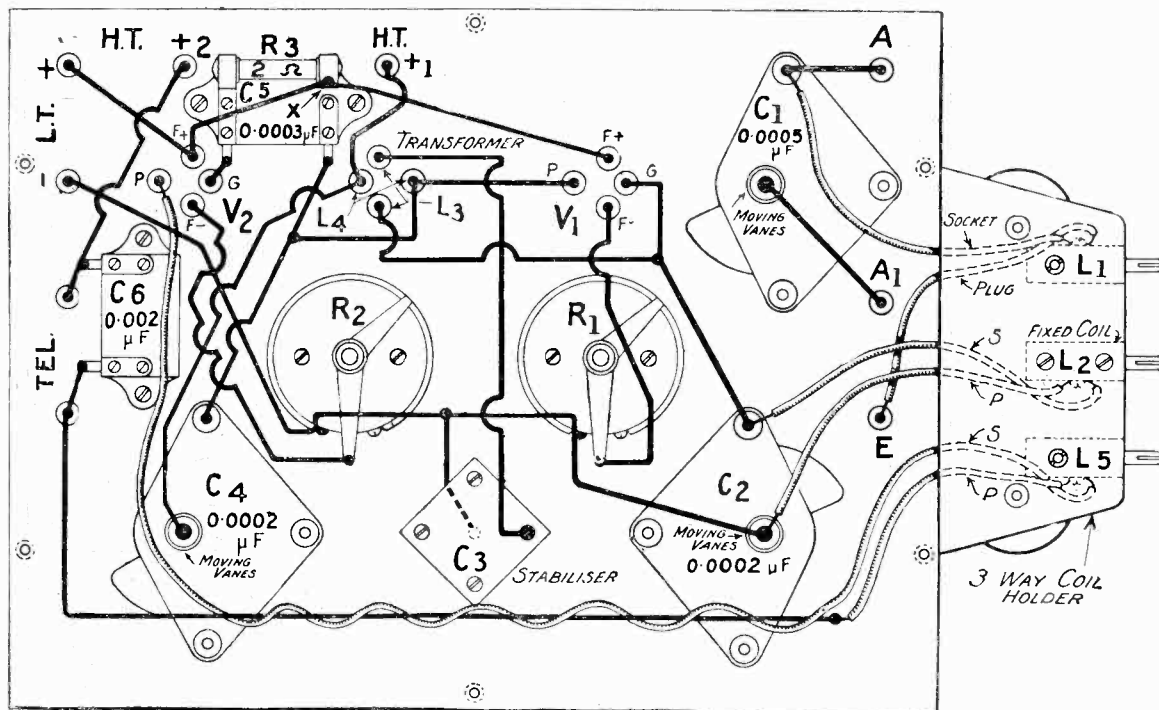 H.T. +2 R3 H.T. +1 A
+ 2 Ω
L.T. C5 X 0.0003 µF
TRANSFORMER
C1 0.0005 µF
MOVING VANES
F+ F+
- P G P G
F- V2 L4 L3 V1 F-
SOCKET
L1
PLUG
A1
C6 0.002 µF
R2 R1
FIXED COIL
S
L2
P
TEL.
E
S
L5
P
C4 0.0002 µF
MOVING VANES
C3
STABILISER
C2
MOVING VANES
0.0002 µF
3 WAY COIL
HOLDER